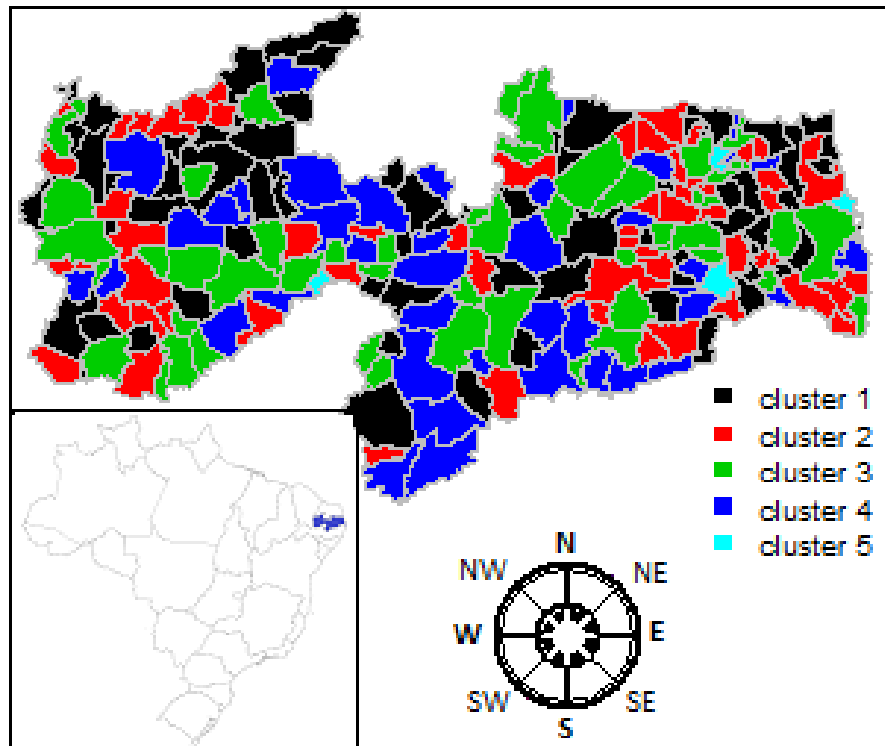 cluster 1
cluster 2
cluster 3
cluster 4
cluster 5
N
NW
NE
W
E
SW
SE
S